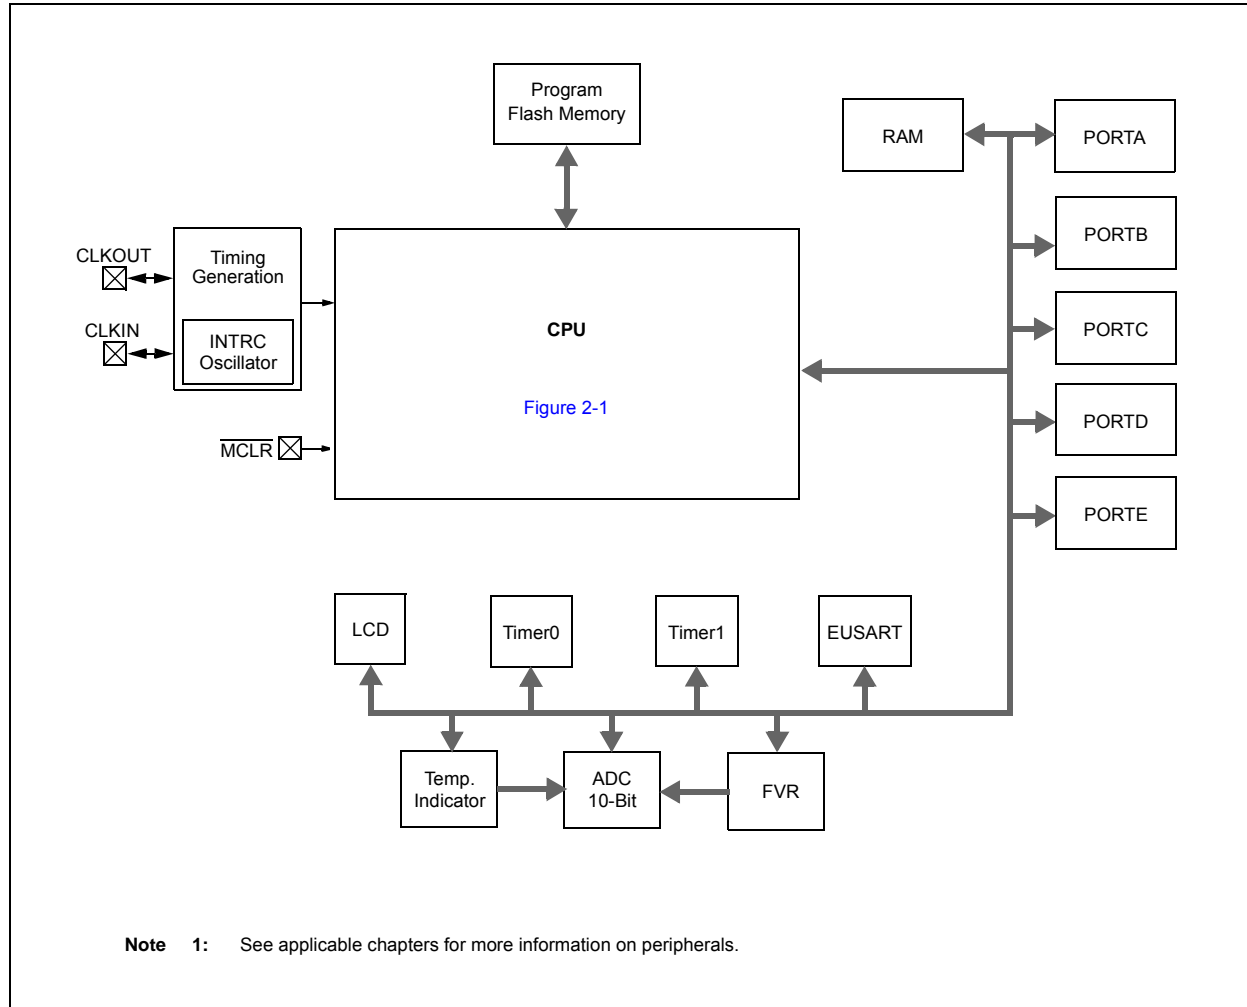 Program
Flash Memory
RAM
PORTA
PORTB
CLKOUT
Timing
Generation
CLKIN
INTRC
Oscillator
CPU
PORTC
Figure 2-1
PORTD
MCLR
PORTE
LCD
Timer0
Timer1
EUSART
Temp.
Indicator
ADC
10-Bit
FVR
Note 1: See applicable chapters for more information on peripherals.